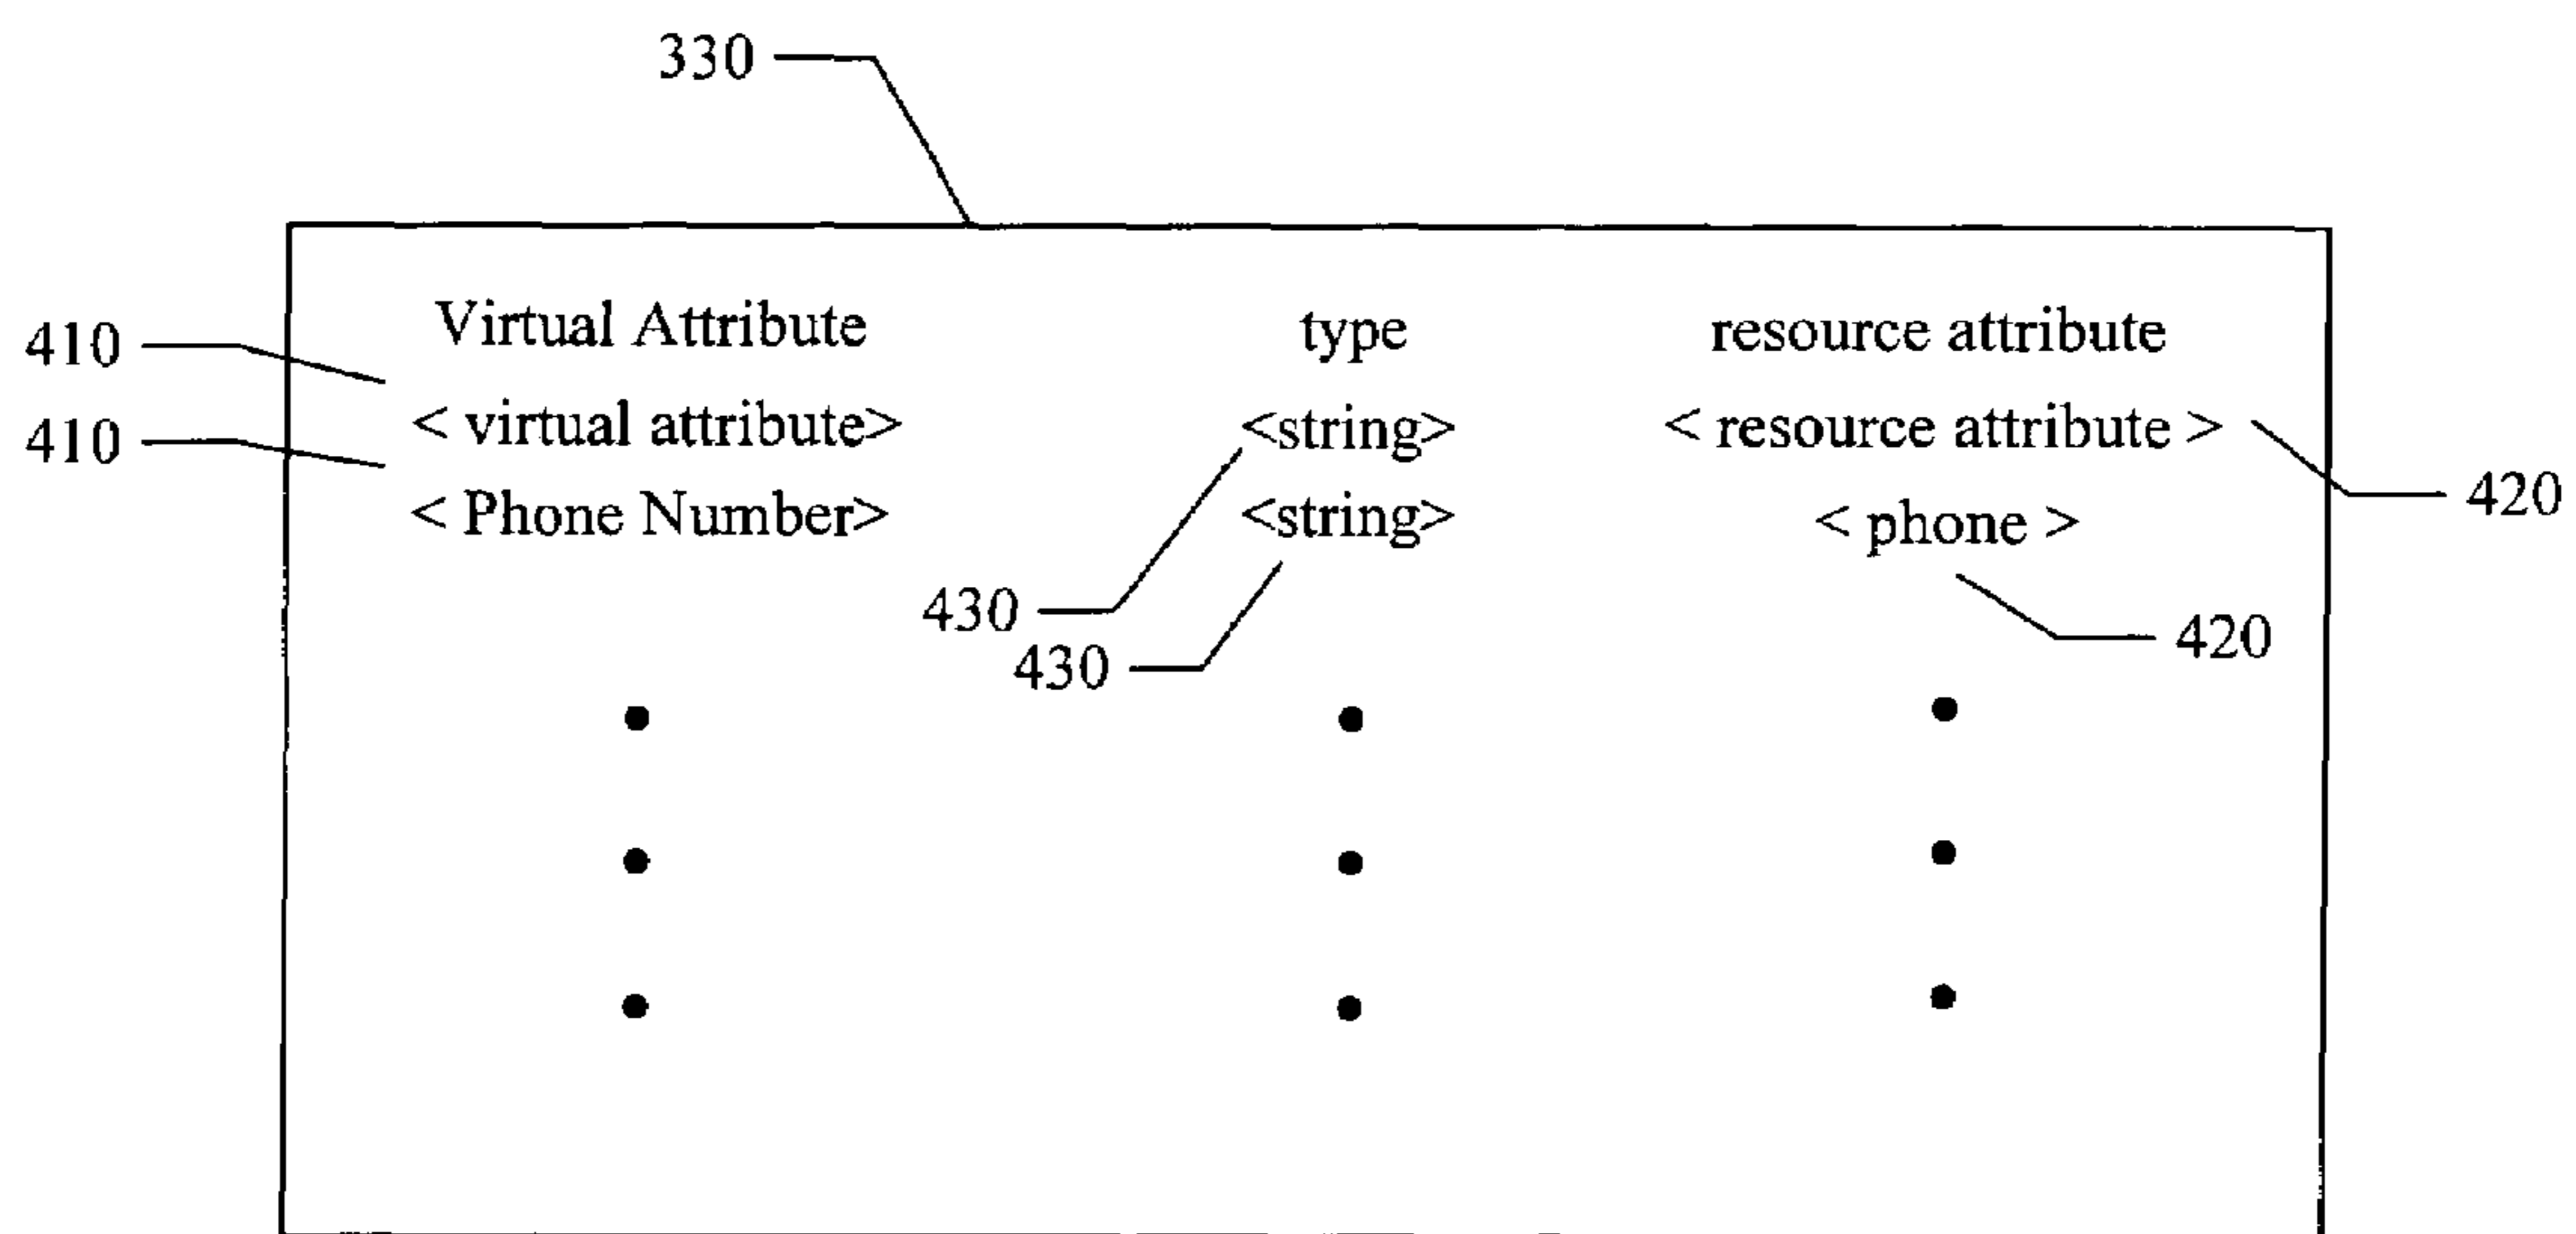 330
Virtual Attribute type resource attribute
410
< virtual attribute> <string> < resource attribute >
410
420
< Phone Number> <string> < phone >
430
420
430